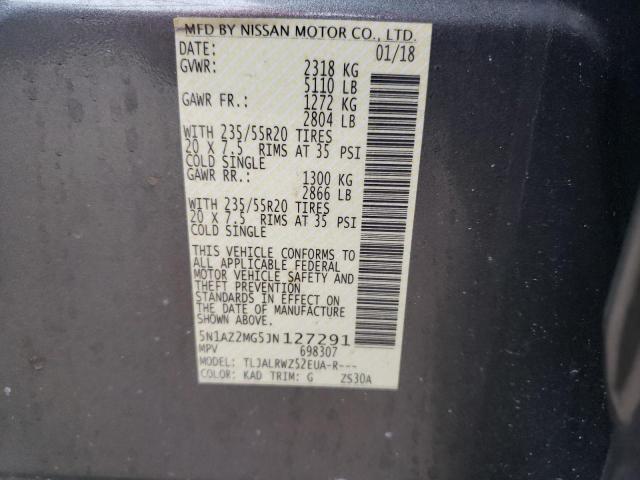 MFD BY NISSAN MOTOR CO., LTD.
DATE: 01/18
GVWR: 2318 KG
5110 LB
GAWR FR.: 1272 KG
2804 LB
WITH 235/55R20 TIRES
20 X 7.5 RIMS AT 35 PSI
COLD SINGLE
GAWR RR.: 1300 KG
2866 LB
WITH 235/55R20 TIRES
20 X 7.5 RIMS AT 35 PSI
COLD SINGLE
THIS VEHICLE CONFORMS TO
ALL APPLICABLE FEDERAL
MOTOR VEHICLE SAFETY AND
THEFT PREVENTION
STANDARDS IN EFFECT ON
THE DATE OF MANUFACTURE
SHOWN ABOVE.
5N1AZ2MG5JN127291
MPV 698307
MODEL: TLJALRWZ52EUA-R---
COLOR: KAD TRIM: G ZS30A